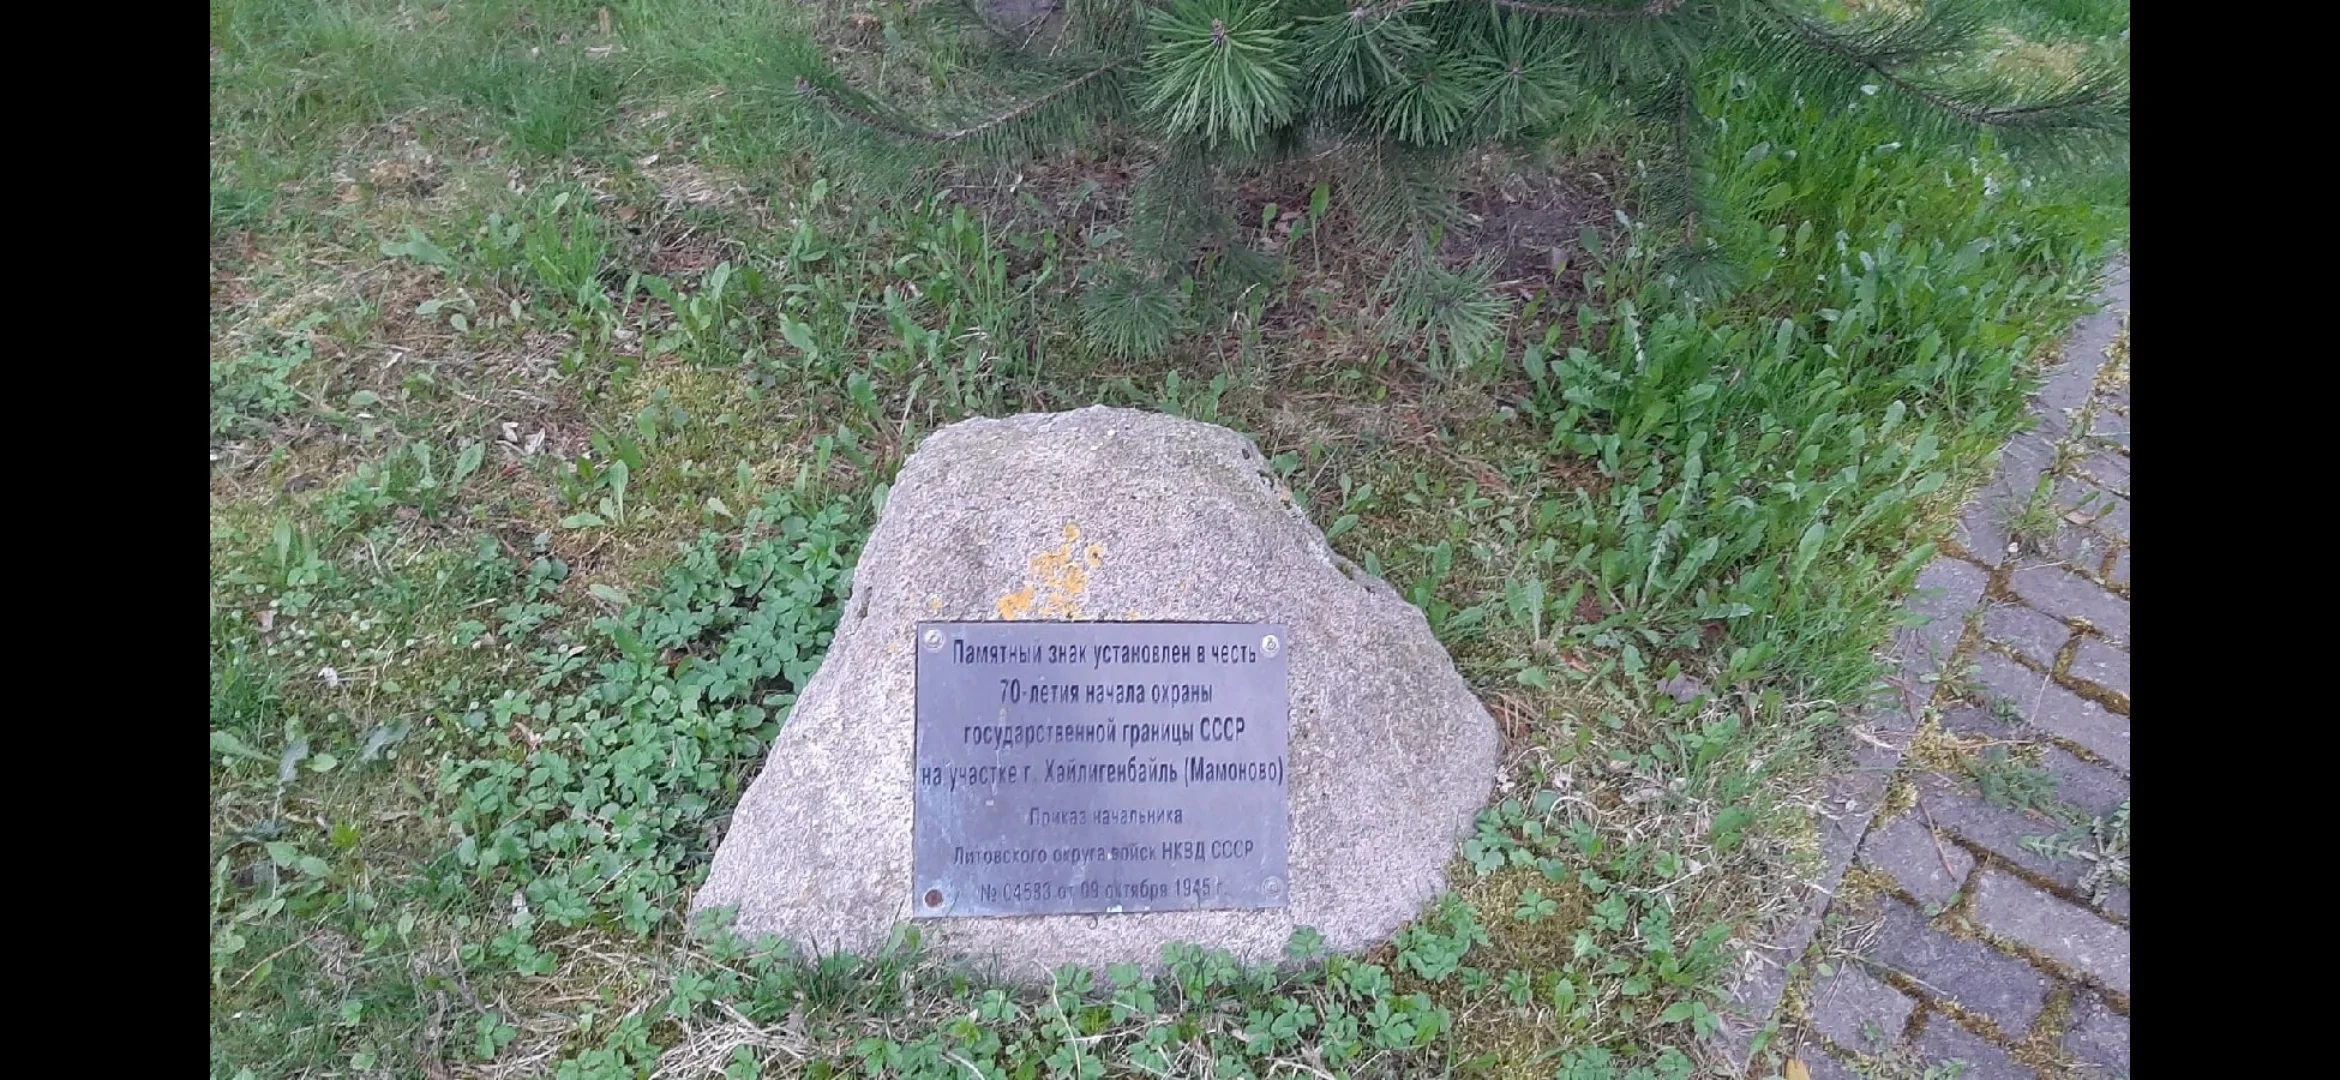 Памятный знак установлен в честь
70-летия начала охраны
государственной границы СССР
на участке г. Хайлигенбайль (Мамоново)
Приказ начальника
Литовского округа войск НКВД СССР
№ 04583 от 09 октября 1945 г.